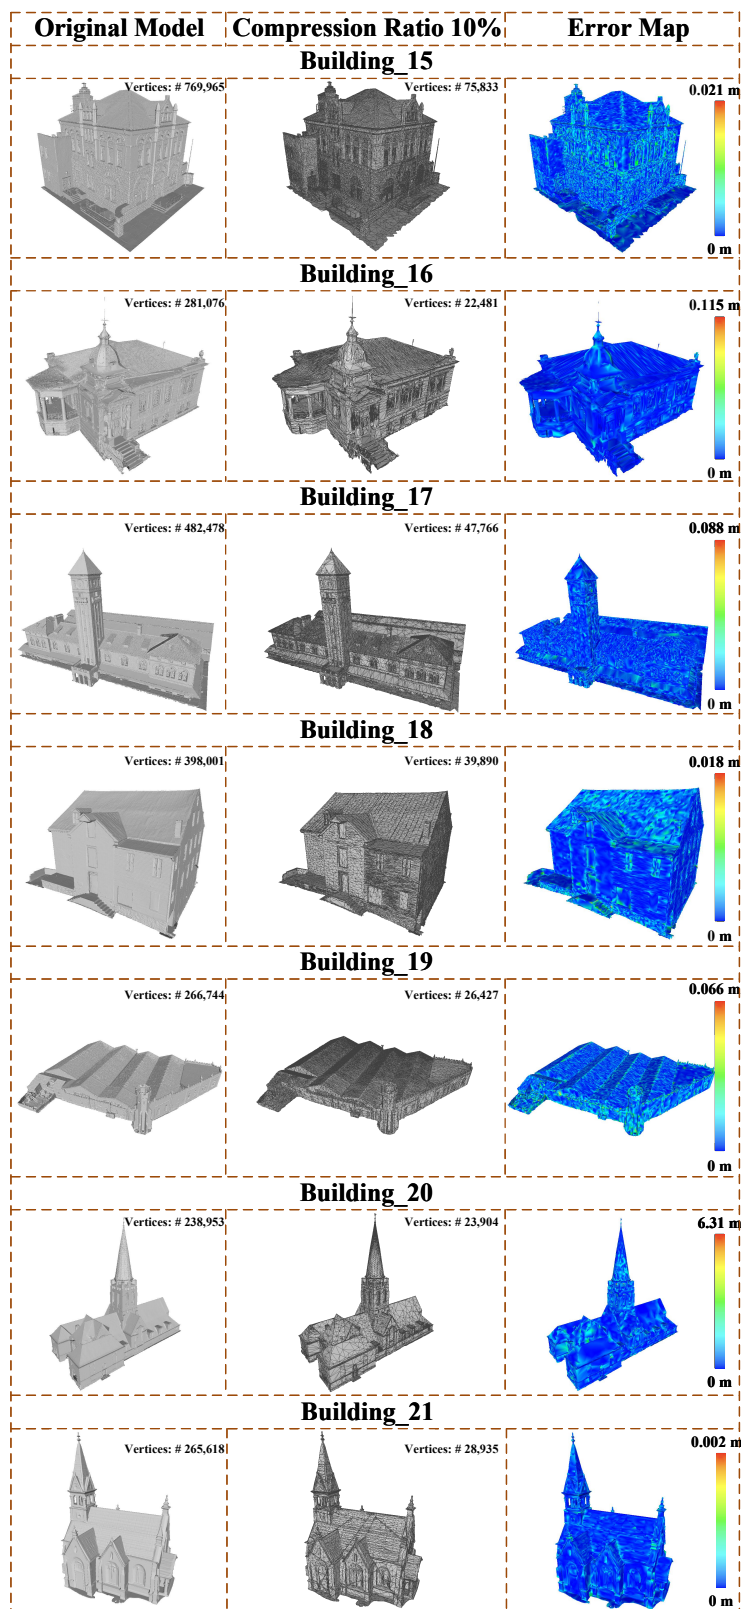 Original Model Compression Ratio 10% Error Map
Building_15
Vertices: # 769,965 Vertices: # 75,833 0.021 m
0 m
Building_16
Vertices: # 281,076 Vertices: # 22,481 0.115 m
0 m
Building_17
Vertices: # 482,478 Vertices: # 47,766 0.088 m
0 m
Building_18
Vertices: # 398,001 Vertices: # 39,890 0.018 m
0 m
Building_19
Vertices: # 266,744 Vertices: # 26,427 0.066 m
0 m
Building_20
Vertices: # 238,953 Vertices: # 23,904 6.31 m
0 m
Building_21
Vertices: # 265,618 Vertices: # 28,935 0.002 m
0 m